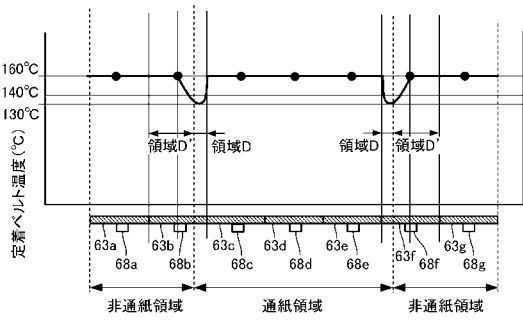 160℃
140℃
130℃
定着ベルト温度(℃)
領域D' 領域D 領域D 領域D'
63a 63b 63c 63d 63e 63f 63g
68a 68b 68c 68d 68e 68f 68g
非通紙領域 通紙領域 非通紙領域